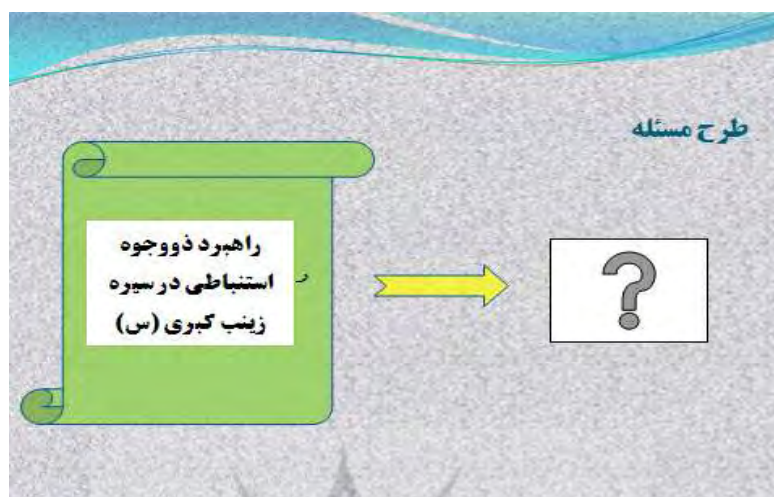 طرح مسئله
راهبرد ذووجوه
استنباطی در سیره
زینب کبری (س)
?